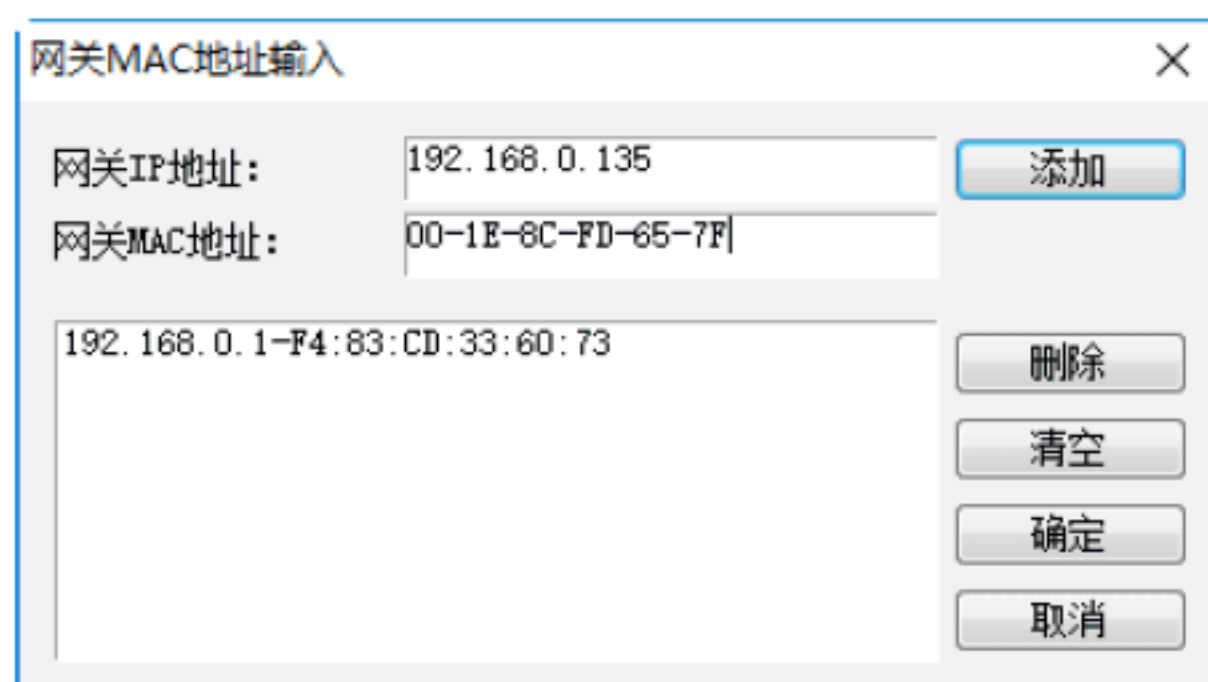 网关MAC地址输入
网关IP地址: 192.168.0.135 添加
网关MAC地址: 00-1E-8C-FD-65-7F
192.168.0.1-F4:83:CD:33:60:73
删除
清空
确定
取消